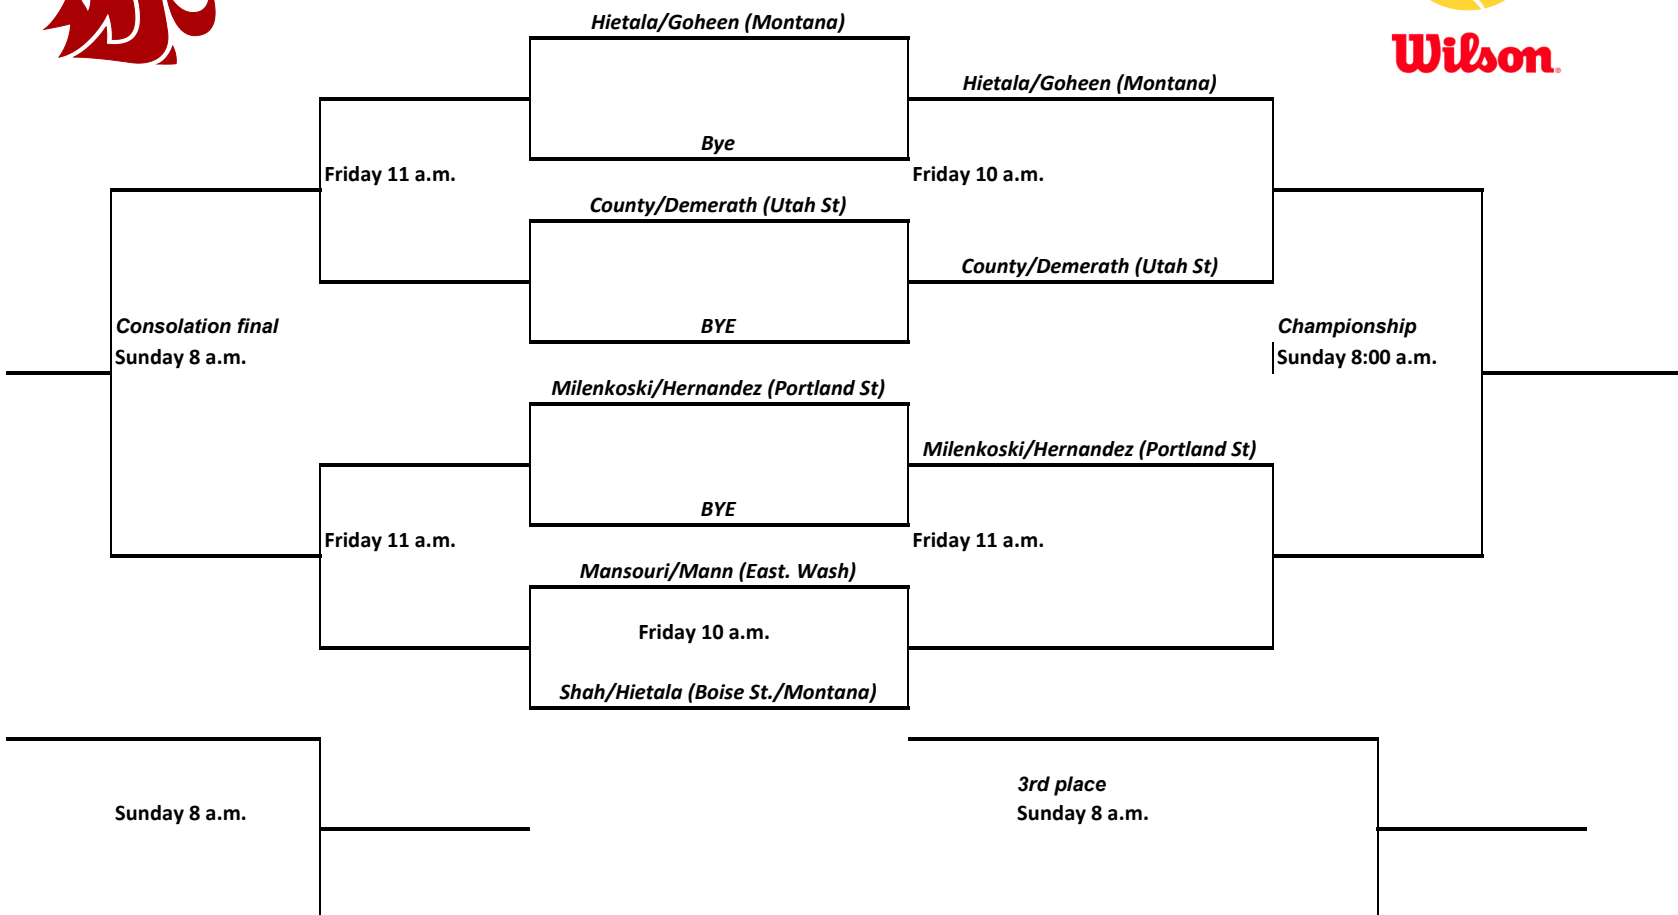 Hietala/Goheen (Montana)
Wilson
Hietala/Goheen (Montana)
Bye
Friday 11 a.m.
Friday 10 a.m.
County/Demerath (Utah St)
County/Demerath (Utah St)
Consolation final
BYE
Championship
Sunday 8 a.m.
Sunday 8:00 a.m.
Milenkoski/Hernandez (Portland St)
Milenkoski/Hernandez (Portland St)
BYE
Friday 11 a.m.
Friday 11 a.m.
Mansouri/Mann (East. Wash)
Friday 10 a.m.
Shah/Hietala (Boise St./Montana)
3rd place
Sunday 8 a.m.
Sunday 8 a.m.